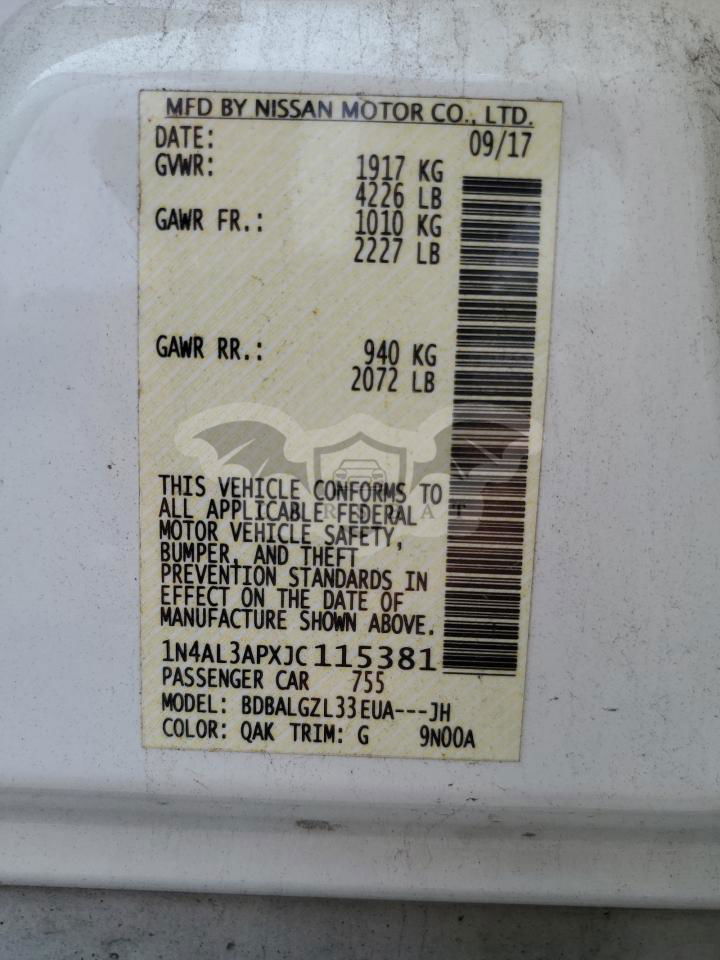 MFD BY NISSAN MOTOR CO., LTD.
DATE: 09/17
GVWR: 1917 KG
4226 LB
GAWR FR.: 1010 KG
2227 LB
GAWR RR.: 940 KG
2072 LB
THIS VEHICLE CONFORMS TO
ALL APPLICABLE FEDERAL
MOTOR VEHICLE SAFETY,
BUMPER, AND THEFT
PREVENTION STANDARDS IN
EFFECT ON THE DATE OF
MANUFACTURE SHOWN ABOVE.
1N4AL3APXJC115381
PASSENGER CAR 755
MODEL: BDBALGZL33EUA---JH
COLOR: QAK TRIM: G 9N00A